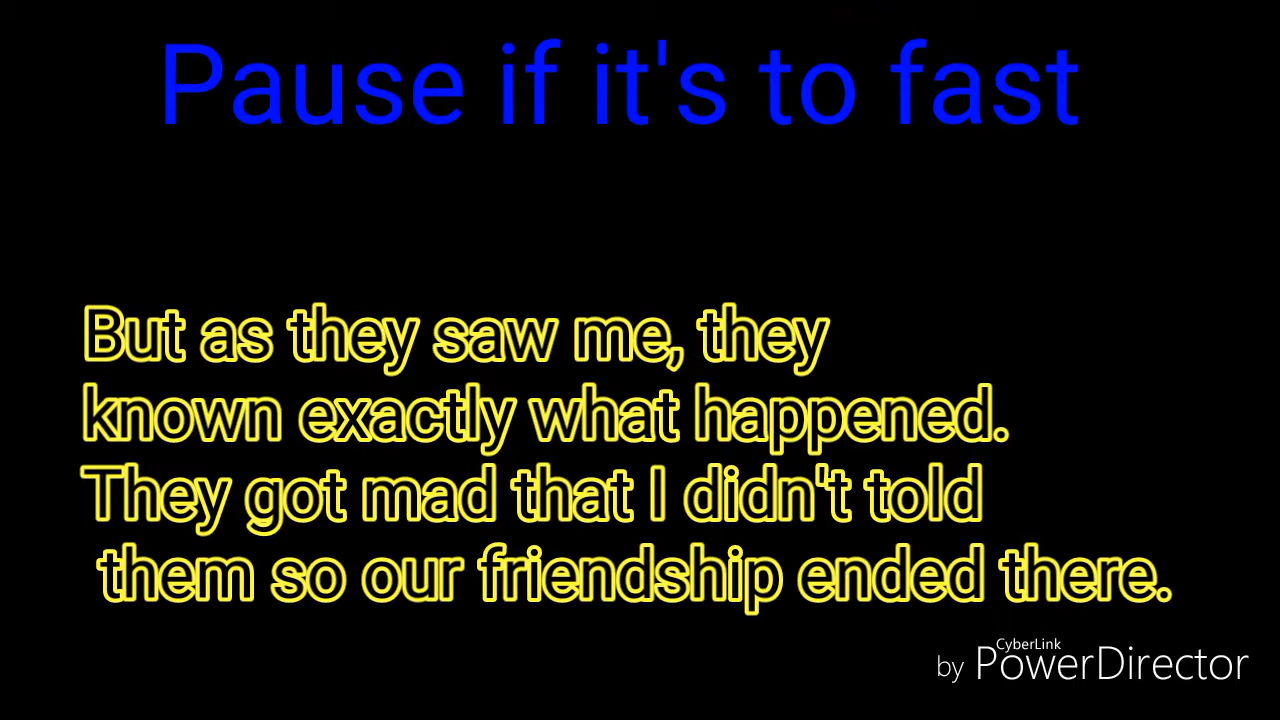 Pause if it's to fast
But as they saw me, they
known exactly what happened.
They got mad that I didn't told
them so our friendship ended there.
CyberLink
by PowerDirector